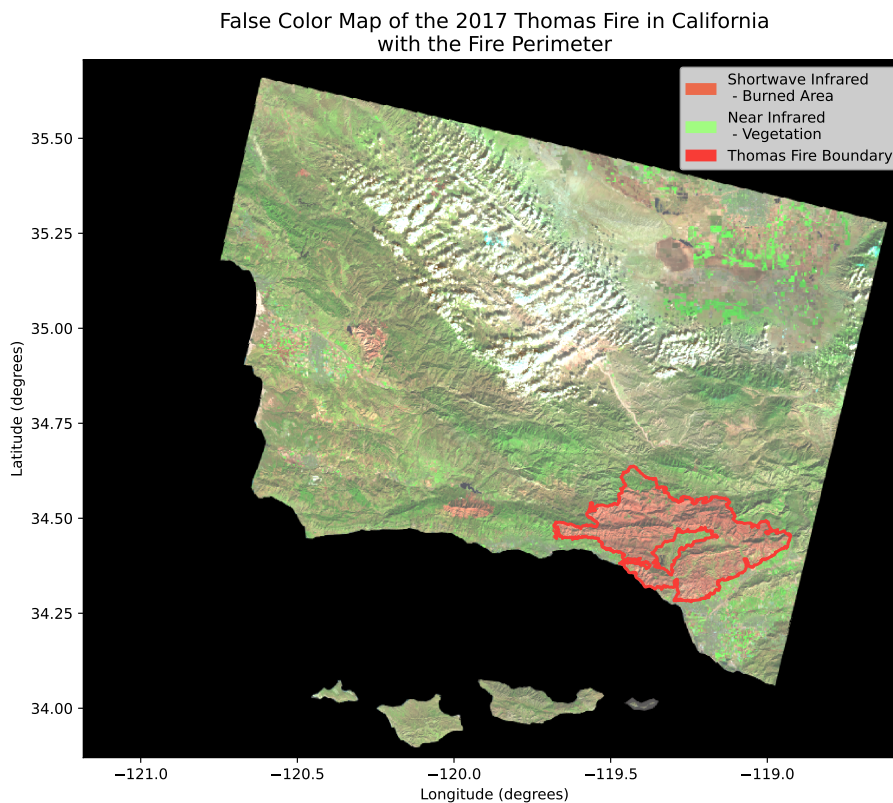 False Color Map of the 2017 Thomas Fire in California
with the Fire Perimeter
Shortwave Infrared
- Burned Area
Near Infrared
- Vegetation
Thomas Fire Boundary
Latitude (degrees)
35.50
35.25
35.00
34.75
34.50
34.25
34.00
−121.0
−120.5
−120.0
−119.5
−119.0
Longitude (degrees)